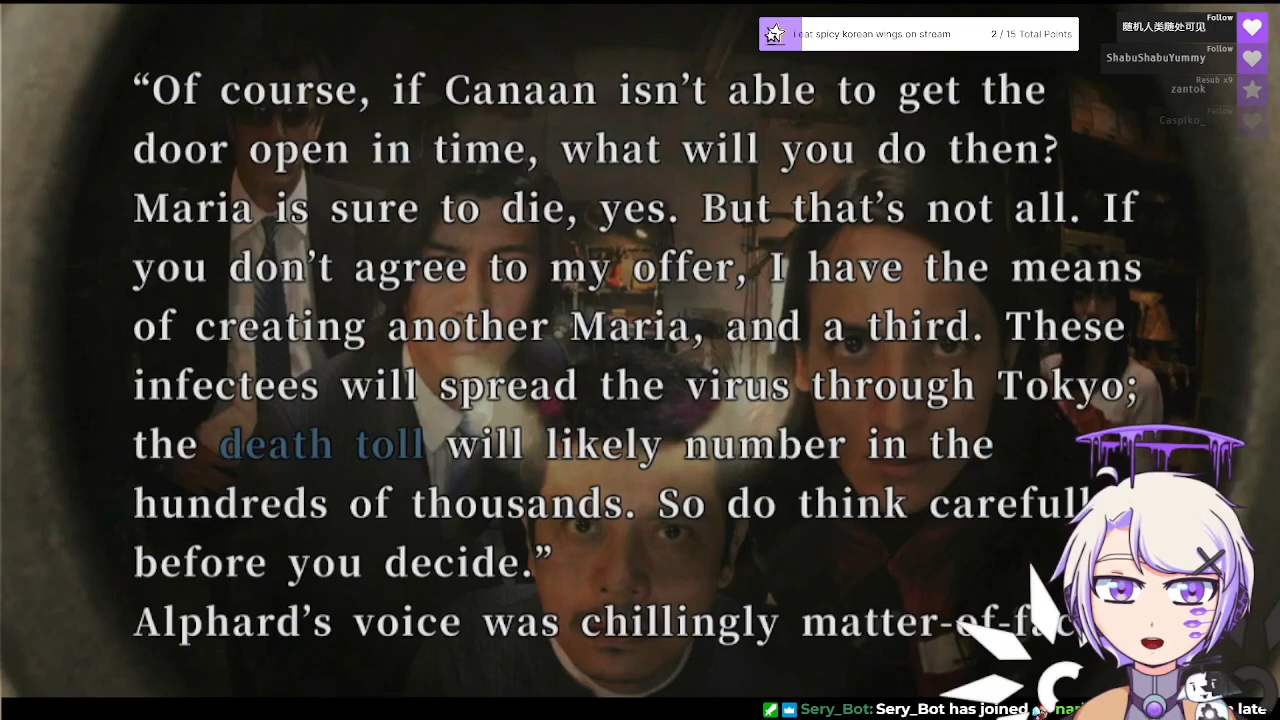 i eat spicy korean wings on stream 2 / 15 Total Points
Follow
随机人类随处可见
Follow
ShabuShabuYummy
Resub x9
zantok
Follow
Caspiko_
“Of course, if Canaan isn’t able to get the
door open in time, what will you do then?
Maria is sure to die, yes. But that’s not all. If
you don’t agree to my offer, I have the means
of creating another Maria, and a third. These
infectees will spread the virus through Tokyo;
the death toll will likely number in the
hundreds of thousands. So do think carefull
before you decide.”
Alphard’s voice was chillingly matter-of-fac
Sery_Bot: Sery_Bot has joined late